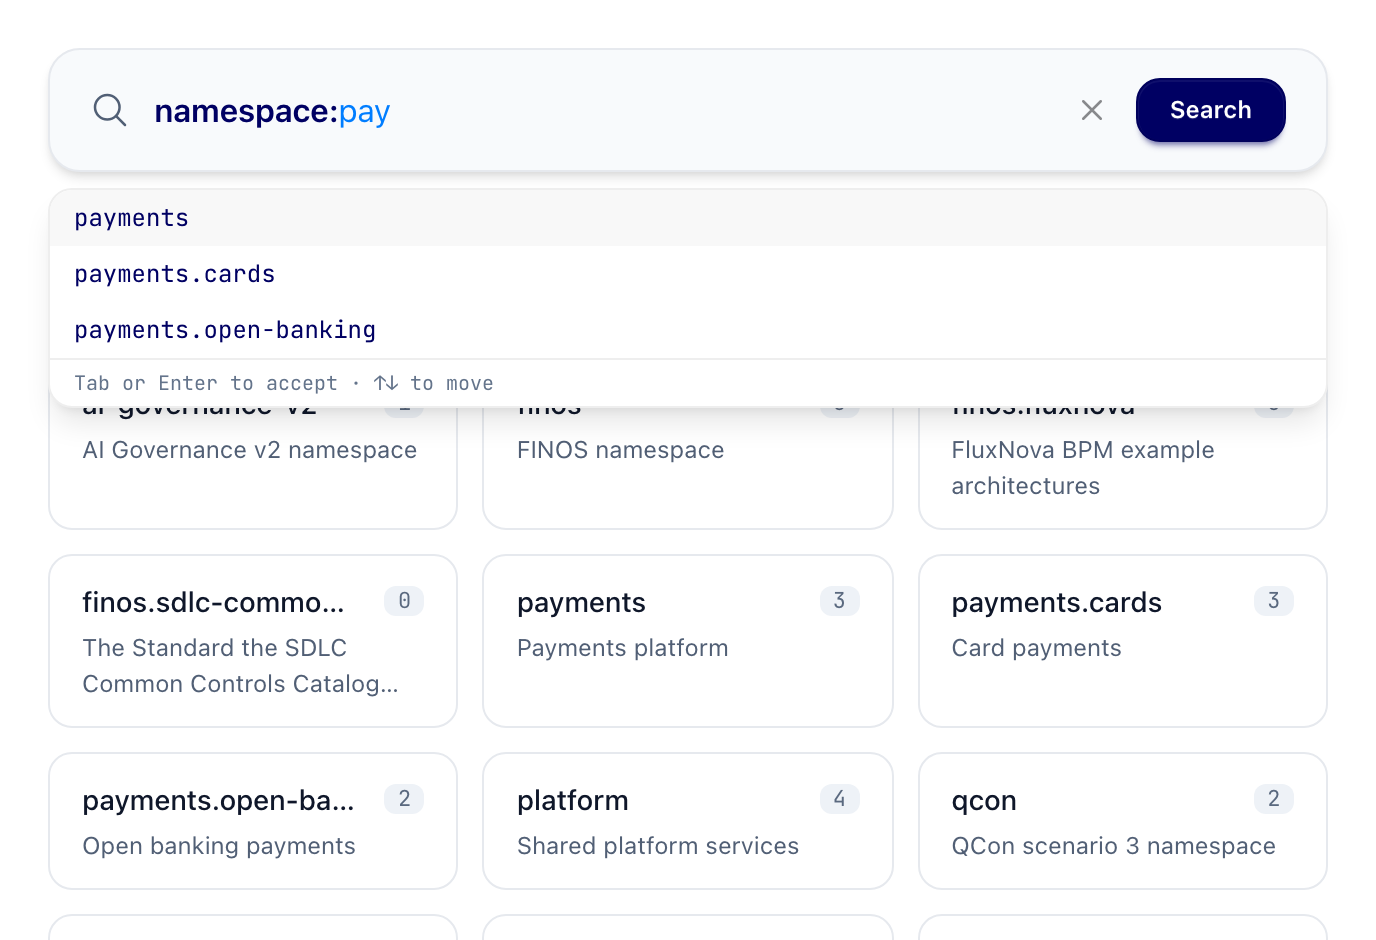 namespace:pay
Search
payments
payments.cards
payments.open-banking
Tab or Enter to accept · ↑↓ to move
AI Governance v2 namespace
FINOS namespace
FluxNova BPM example
architectures
finos.sdlc-commo... 0
The Standard the SDLC
Common Controls Catalog...
payments 3
Payments platform
payments.cards 3
Card payments
payments.open-ba... 2
Open banking payments
platform 4
Shared platform services
qcon 2
QCon scenario 3 namespace